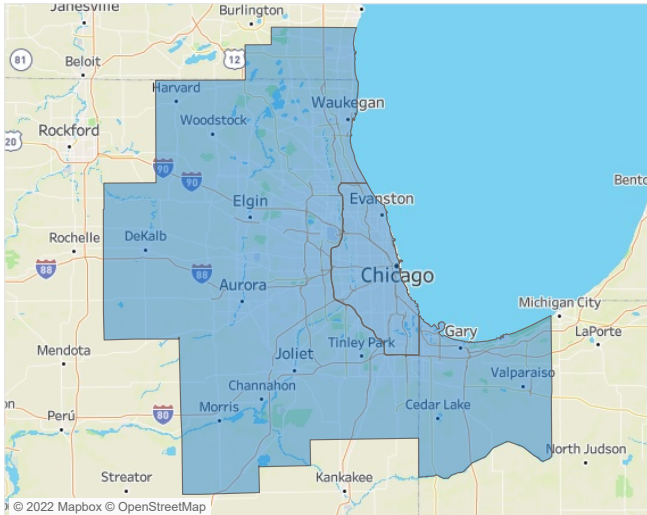 Janesville
Burlington
81
Beloit
12
Harvard
Waukegan
Woodstock
20
Rockford
90
90
Bento
Elgin
Evanston
Rochelle
DeKalb
88
88
Chicago
Aurora
Michigan City
Gary
LaPorte
Mendota
Joliet
Tinley Park
Valparaiso
Channahon
on
Perú
80
Morris
Cedar Lake
North Judson
Streator
Kankakee
© 2022 Mapbox © OpenStreetMap